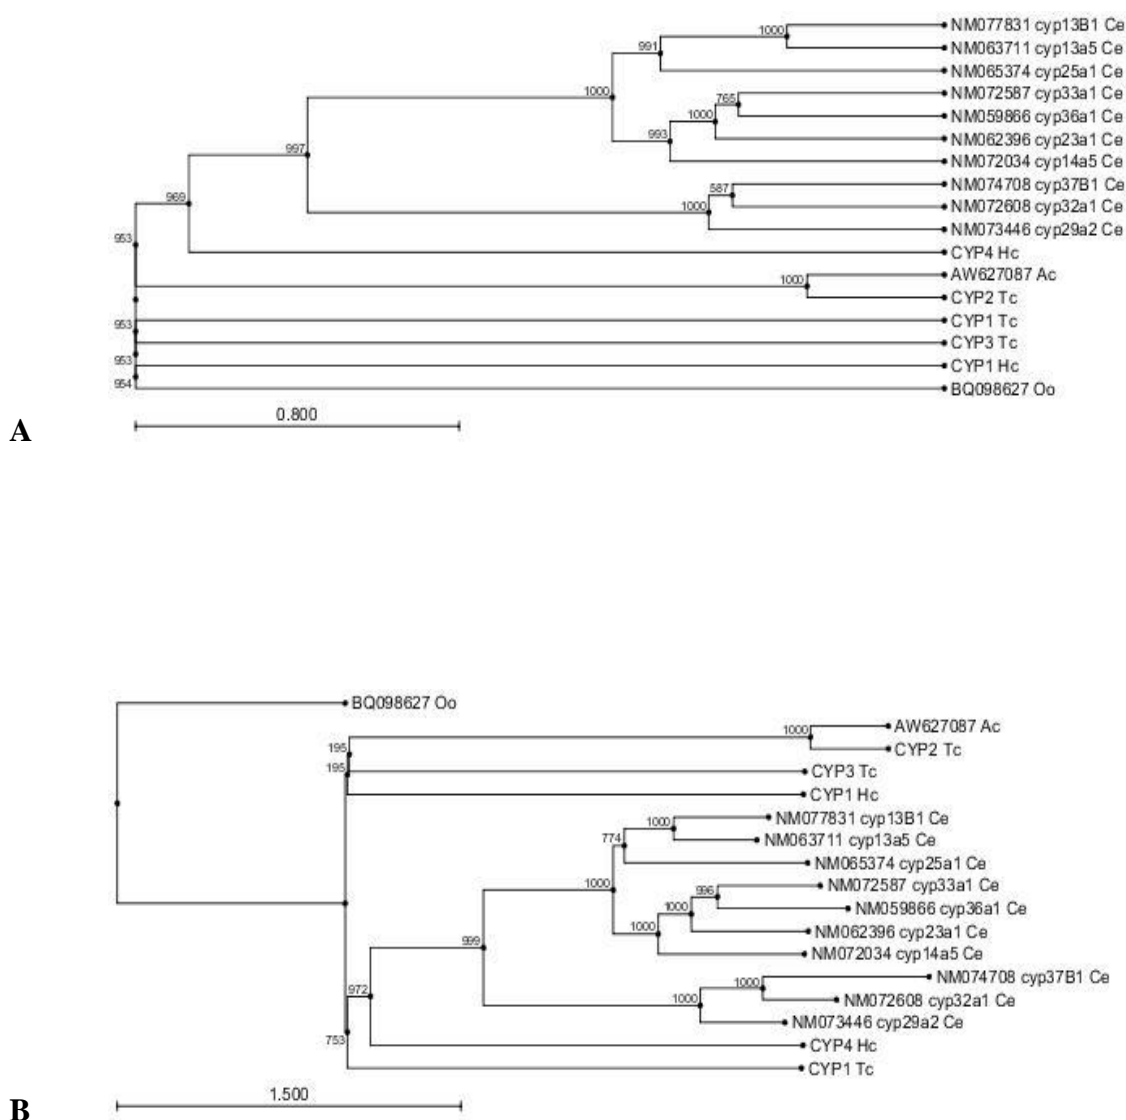 1000
NM077831 cyp13B1 Ce
991
NM063711 cyp13a5 Ce
NM065374 cyp25a1 Ce
1000
765
NM072587 cyp33a1 Ce
1000
NM059866 cyp36a1 Ce
993
NM062396 cyp23a1 Ce
997
NM072034 cyp14a5 Ce
587
NM074708 cyp37B1 Ce
969
1000
NM072608 cyp32a1 Ce
NM073446 cyp29a2 Ce
953
CYP4 Hc
1000
AW627087 Ac
CYP2 Tc
953
CYP1 Tc
CYP3 Tc
953
CYP1 Hc
954
BQ098627 Oo
0.800
A
BQ098627 Oo
1000
AW627087 Ac
195
CYP2 Tc
195
CYP3 Tc
CYP1 Hc
1000
NM077831 cyp13B1 Ce
774
NM063711 cyp13a5 Ce
NM065374 cyp25a1 Ce
1000
996
NM072587 cyp33a1 Ce
1000
NM059866 cyp36a1 Ce
1000
NM062396 cyp23a1 Ce
999
NM072034 cyp14a5 Ce
1000
NM074708 cyp37B1 Ce
972
1000
NM072608 cyp32a1 Ce
NM073446 cyp29a2 Ce
753
CYP4 Hc
CYP1 Tc
1.500
B